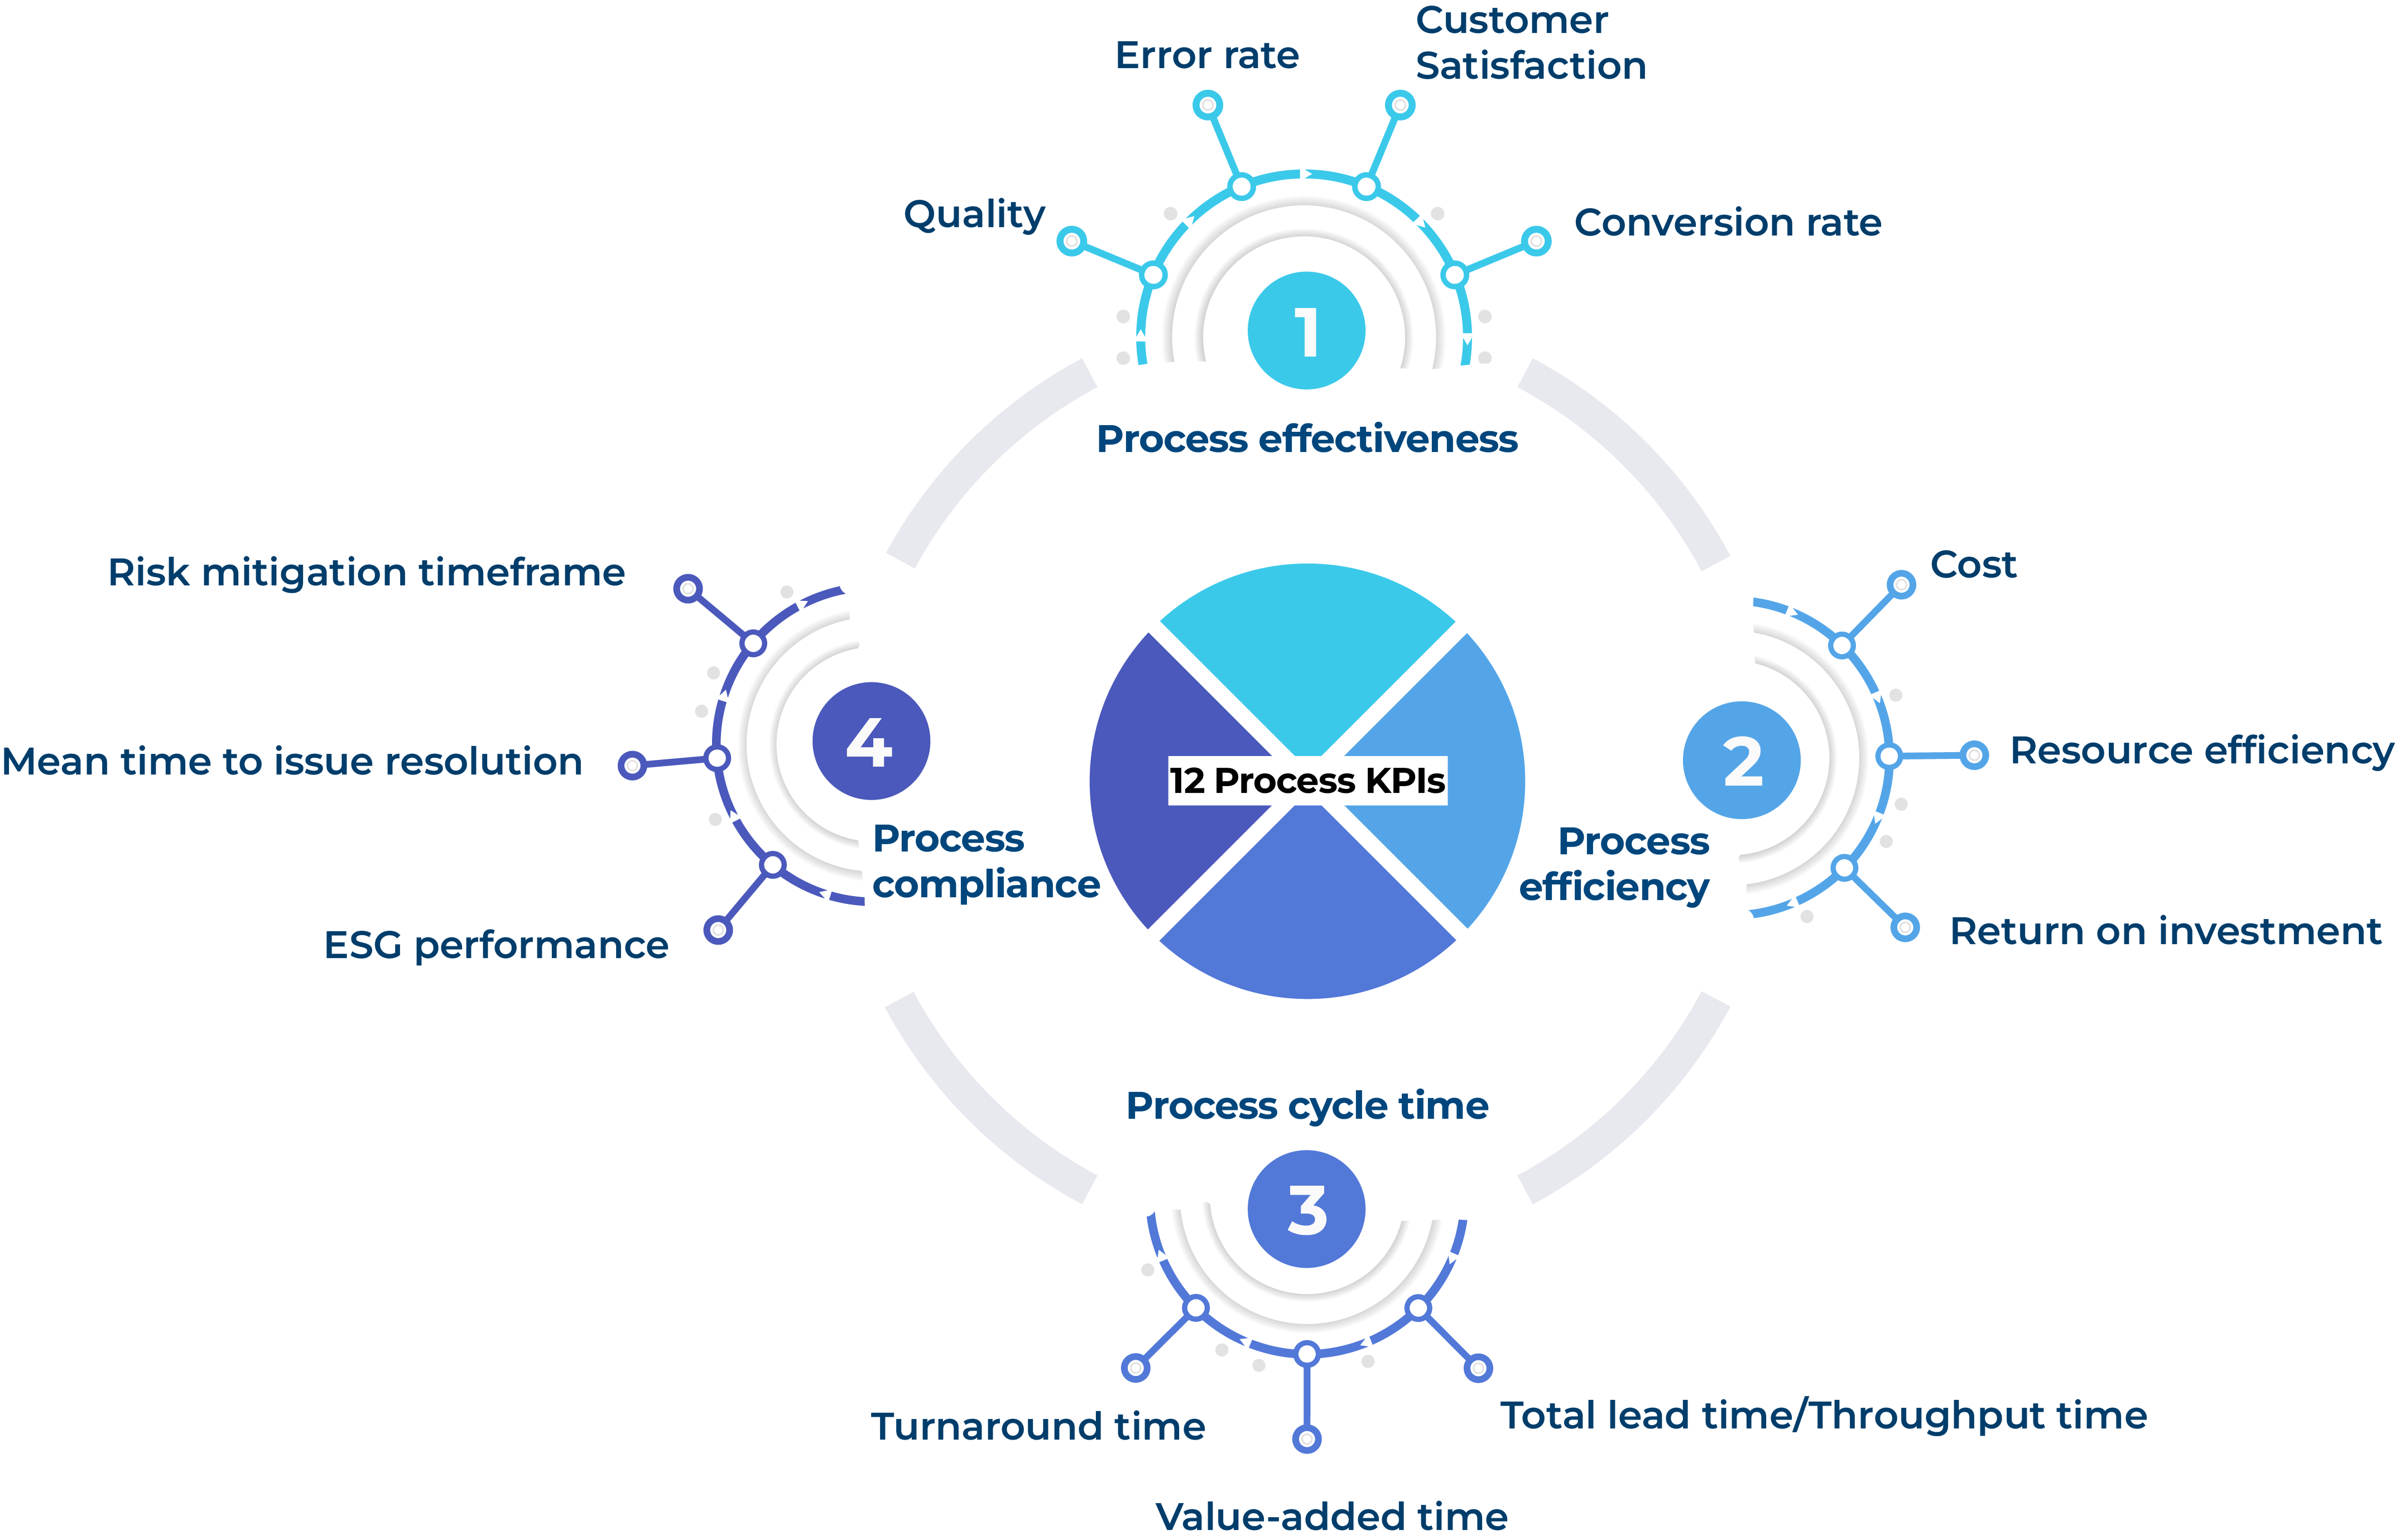 Customer
Satisfaction
Error rate
Quality
Conversion rate
1
Process effectiveness
Cost
Resource efficiency
Return on investment
2
Process
efficiency
12 Process KPIs
Process cycle time
3
Total lead time/Throughput time
Value-added time
Turnaround time
Risk mitigation timeframe
Mean time to issue resolution
ESG performance
4
Process
compliance